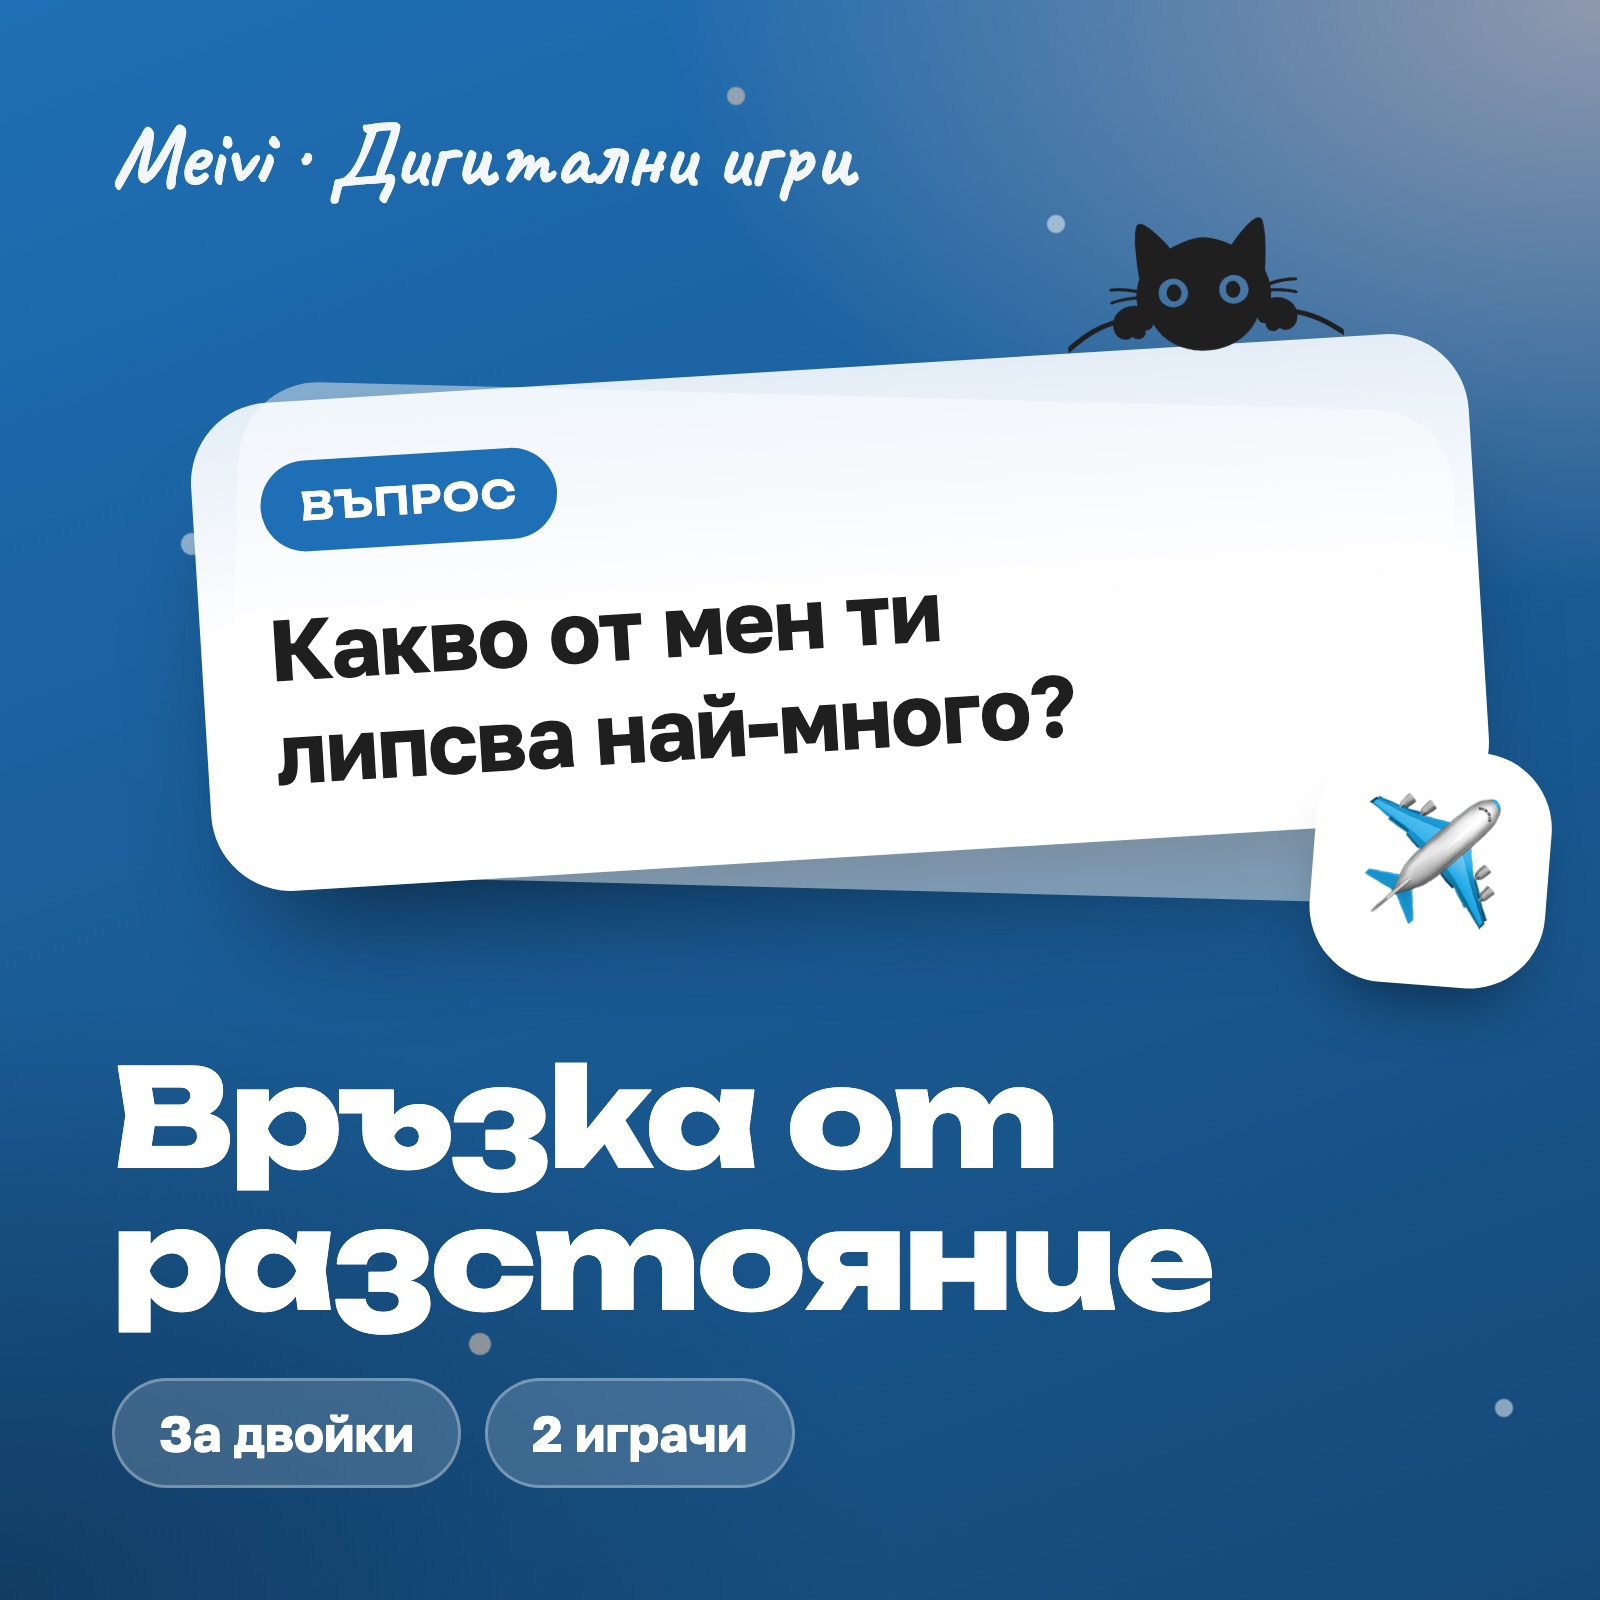 Meivi · Дигитални игри
ВЪПРОС
Какво от мен ти
липсва най-много?
Връзка от
разстояние
За двойки
2 играчи